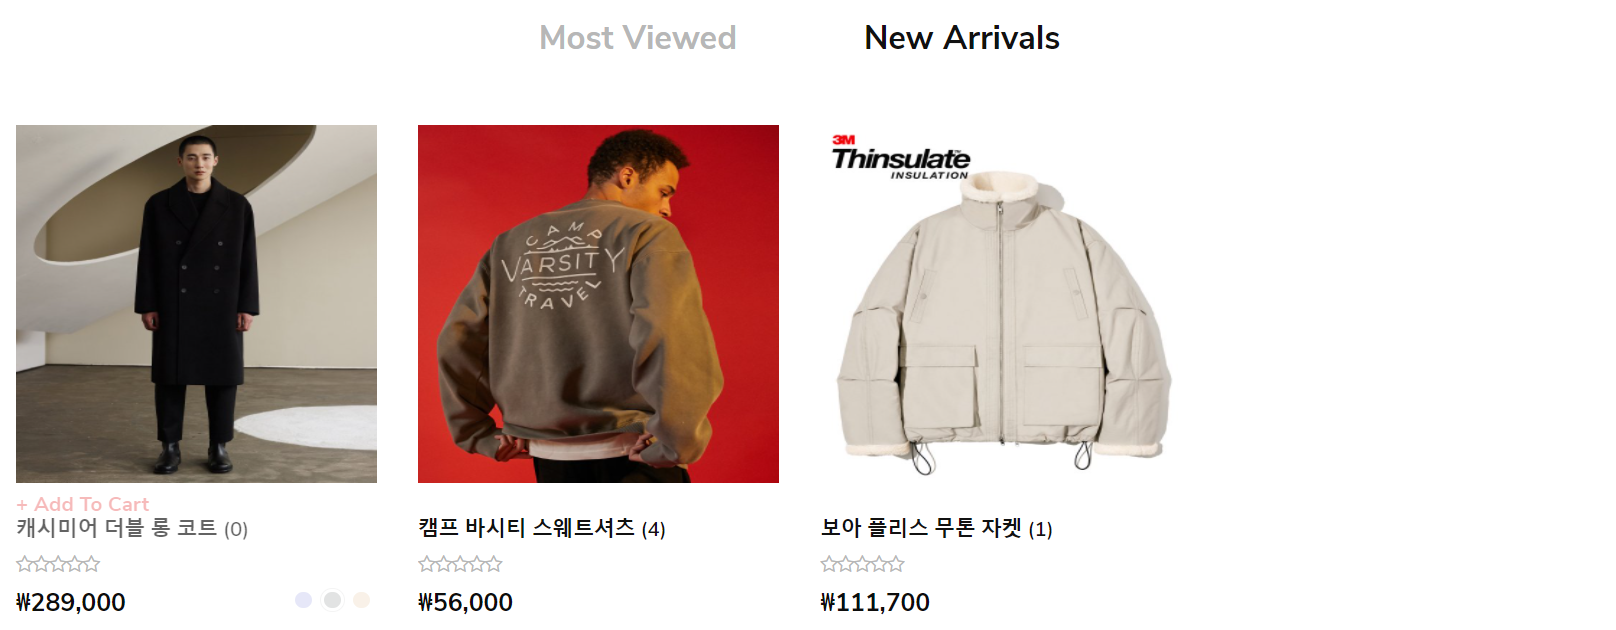 Most Viewed
New Arrivals
CAMP
VARSITY
TRAVEL
3M
Thinsulate™
INSULATION
+ Add To Cart
캐시미어 더블 롱 코트 (0)
캠프 바시티 스웨트셔츠 (4)
보아 플리스 무톤 자켓 (1)
₩289,000
₩56,000
₩111,700